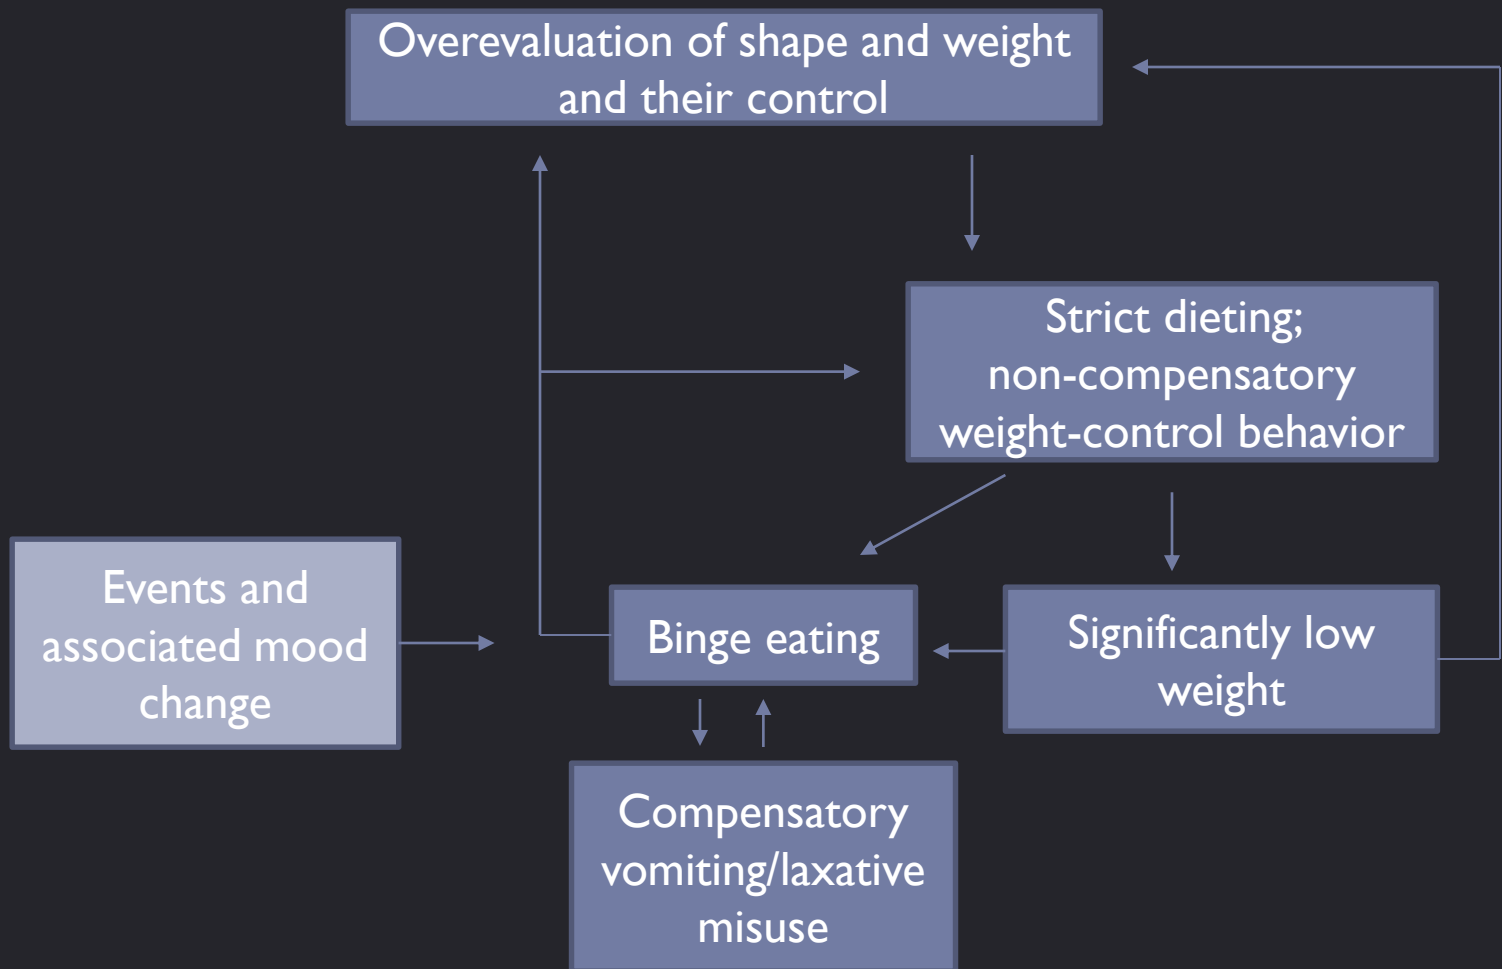 Overevaluation of shape and weight
and their control
Strict dieting;
non-compensatory
weight-control behavior
Events and
associated mood
change
Binge eating
Significantly low
weight
Compensatory
vomiting/laxative
misuse